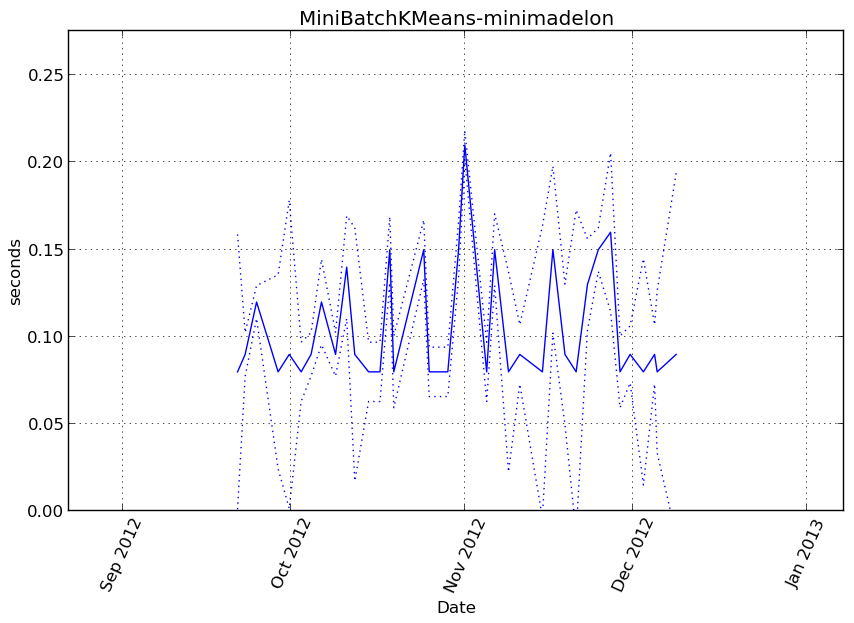 MiniBatchKMeans-minimadelon
0.25
0.20
0.15
0.10
0.05
0.00
seconds
Sep 2012
Oct 2012
Nov 2012
Dec 2012
Jan 2013
Date